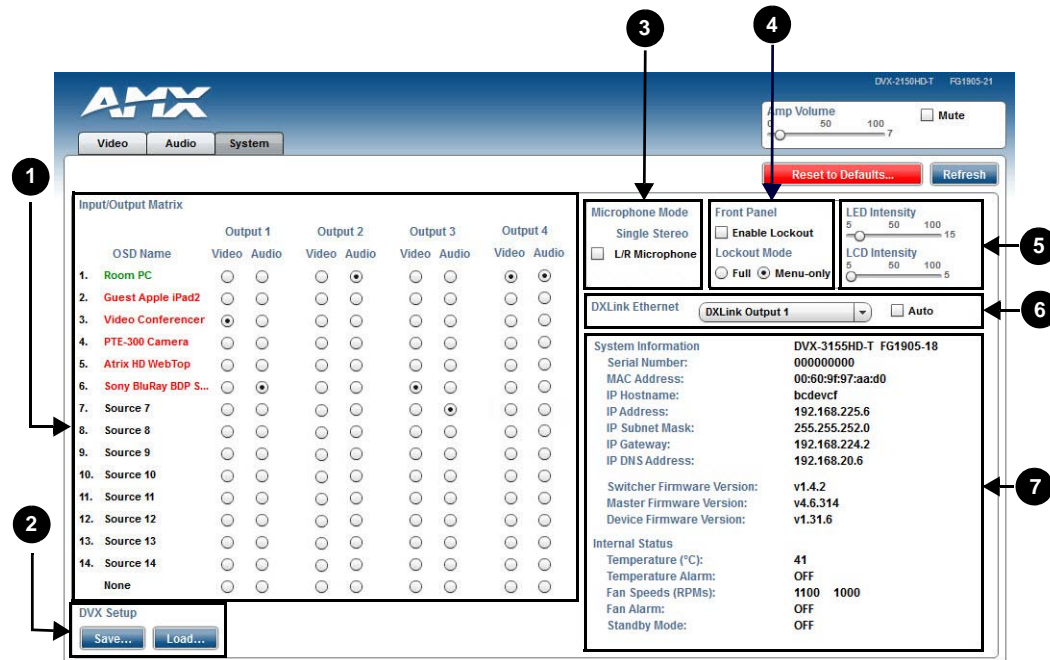 3 4
DVX-2150HD-T FG1905-21
AMX
Amp Volume
0 50 100
7
Mute
Video Audio System
Reset to Defaults... Refresh
1
Input/Output Matrix
Output 1 Output 2 Output 3 Output 4
OSD Name Video Audio Video Audio Video Audio Video Audio
1. Room PC
2. Guest Apple iPad2
3. Video Conferencer
4. PTE-300 Camera
5. Atrix HD WebTop
6. Sony BluRay BDP S...
7. Source 7
8. Source 8
9. Source 9
10. Source 10
11. Source 11
12. Source 12
13. Source 13
14. Source 14
None
2
DVX Setup
Save... Load...
Microphone Mode
Single Stereo
L/R Microphone
Front Panel
Enable Lockout
Lockout Mode
Full Menu-only
LED Intensity
5 50 100
15
LCD Intensity
5 50 100
5
5
DXLink Ethernet DXLink Output 1 Auto
6
System Information DVX-3155HD-T FG1905-18
Serial Number: 000000000
MAC Address: 00:60:9f:97:aa:d0
IP Hostname: bcdevcf
IP Address: 192.168.225.6
IP Subnet Mask: 255.255.252.0
IP Gateway: 192.168.224.2
IP DNS Address: 192.168.20.6
Switcher Firmware Version: v1.4.2
Master Firmware Version: v4.6.314
Device Firmware Version: v1.31.6
7
Internal Status
Temperature (°C): 41
Temperature Alarm: OFF
Fan Speeds (RPMs): 1100 1000
Fan Alarm: OFF
Standby Mode: OFF